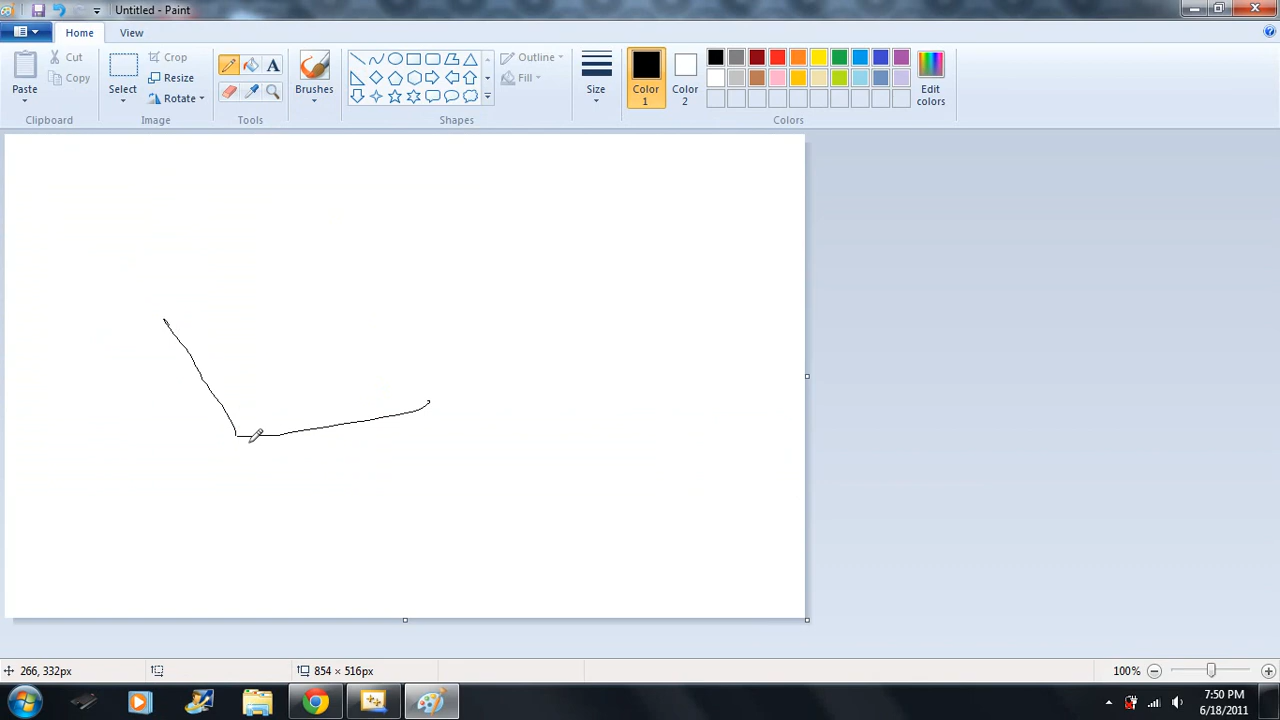 Untitled - Paint
Home View
Paste Cut Copy
Clipboard
Select Crop Resize Rotate
Image
A
Tools
Brushes
Outline Fill
Shapes
Size
Color 1 Color 2
Edit colors
Colors
266, 332px 854 × 516px 100%
7:50 PM
6/18/2011